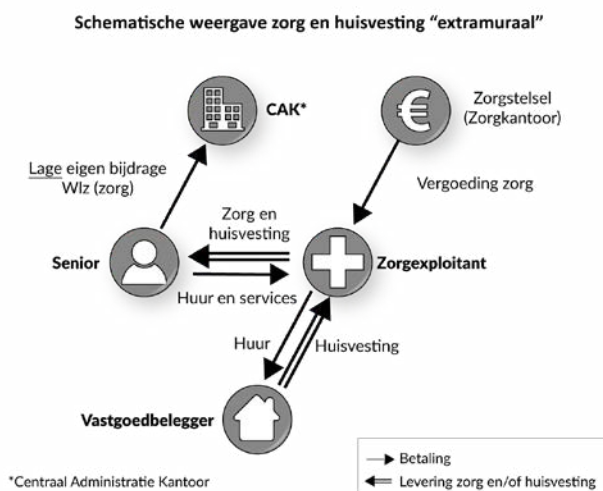 Schematische weergave zorg en huisvesting “extramuraal”
CAK*
Zorgstelsel
(Zorgkantoor)
Lage eigen bijdrage
Wlz (zorg)
Vergoeding zorg
Zorg en
huisvesting
Senior
Zorgexploitant
Huur en services
Huur
Huisvesting
Vastgoedbelegger
*Centraal Administratie Kantoor
Betaling
Levering zorg en/of huisvesting